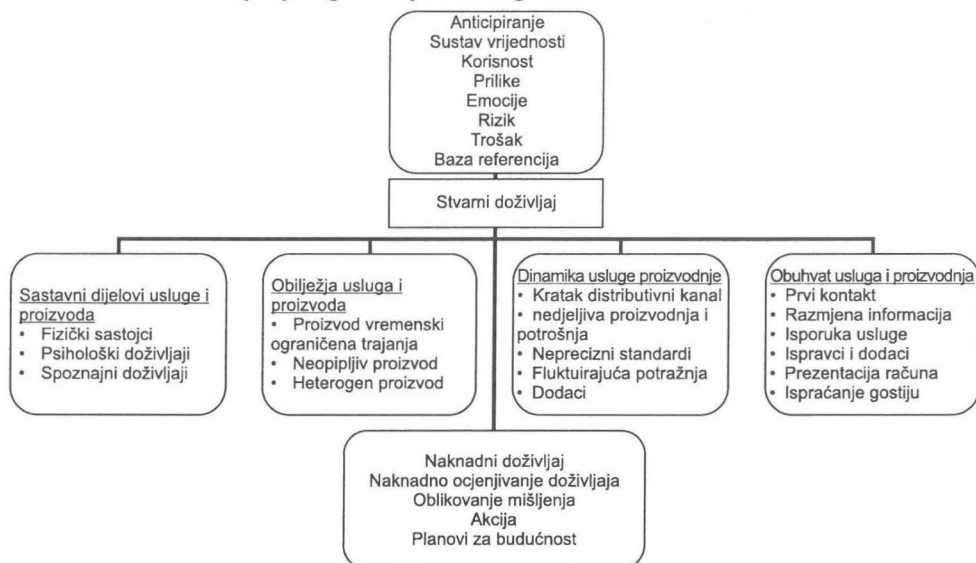 Anticipiranje
Sustav vrijednosti
Korisnost
Prilike
Emocije
Rizik
Trošak
Baza referencija
Stvarni doživljaj
Sastavni dijelovi usluge i
proizvoda
• Fizički sastojci
• Psihološki doživljaji
• Spoznajni doživljaji
Obilježja usluga i
proizvoda
• Proizvod vremenski
ograničena trajanja
• Neopipljiv proizvod
• Heterogen proizvod
Dinamika usluge proizvodnje
• Kratak distributivni kanal
• nedjeljiva proizvodnja i
potrošnja
• Neprecizni standardi
• Fluktuirajuća potražnja
• Dodaci
Obuhvat usluga i proizvodnja
• Prvi kontakt
• Razmjena informacija
• Isporuka usluge
• Ispravci i dodaci
• Prezentacija računa
• Ispraćanje gostiju
Naknadni doživljaj
Naknadno ocjenjivanje doživljaja
Oblikovanje mišljenja
Akcija
Planovi za budućnost